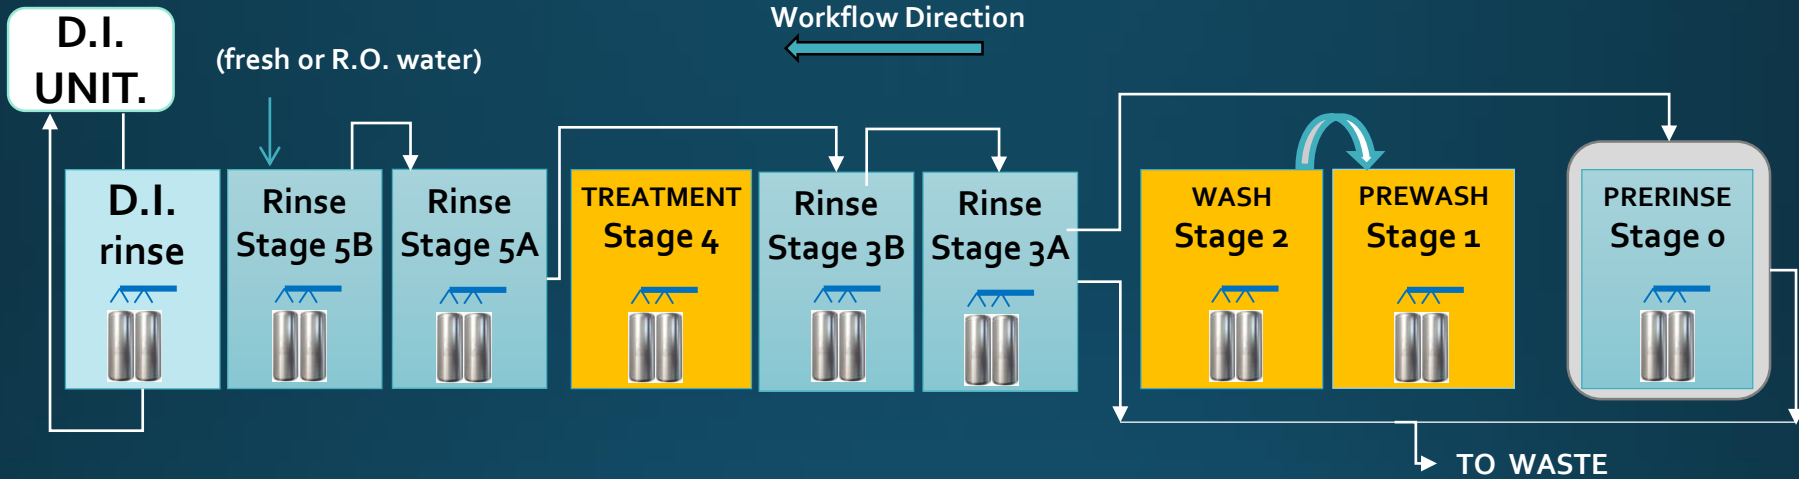 Workflow Direction
D.I.
UNIT.
(fresh or R.O. water)
D.I.
rinse
Rinse
Stage 5B
Rinse
Stage 5A
TREATMENT
Stage 4
Rinse
Stage 3B
Rinse
Stage 3A
WASH
Stage 2
PREWASH
Stage 1
PRERINSE
Stage 0
TO WASTE